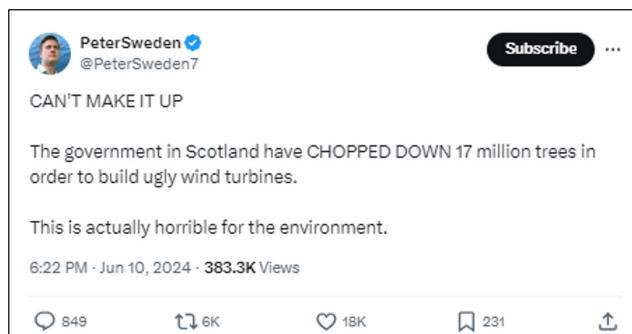 PeterSweden
@PeterSweden7
Subscribe
CAN'T MAKE IT UP
The government in Scotland have CHOPPED DOWN 17 million trees in
order to build ugly wind turbines.
This is actually horrible for the environment.
6:22 PM · Jun 10, 2024 · 383.3K Views
849 6K 18K 231